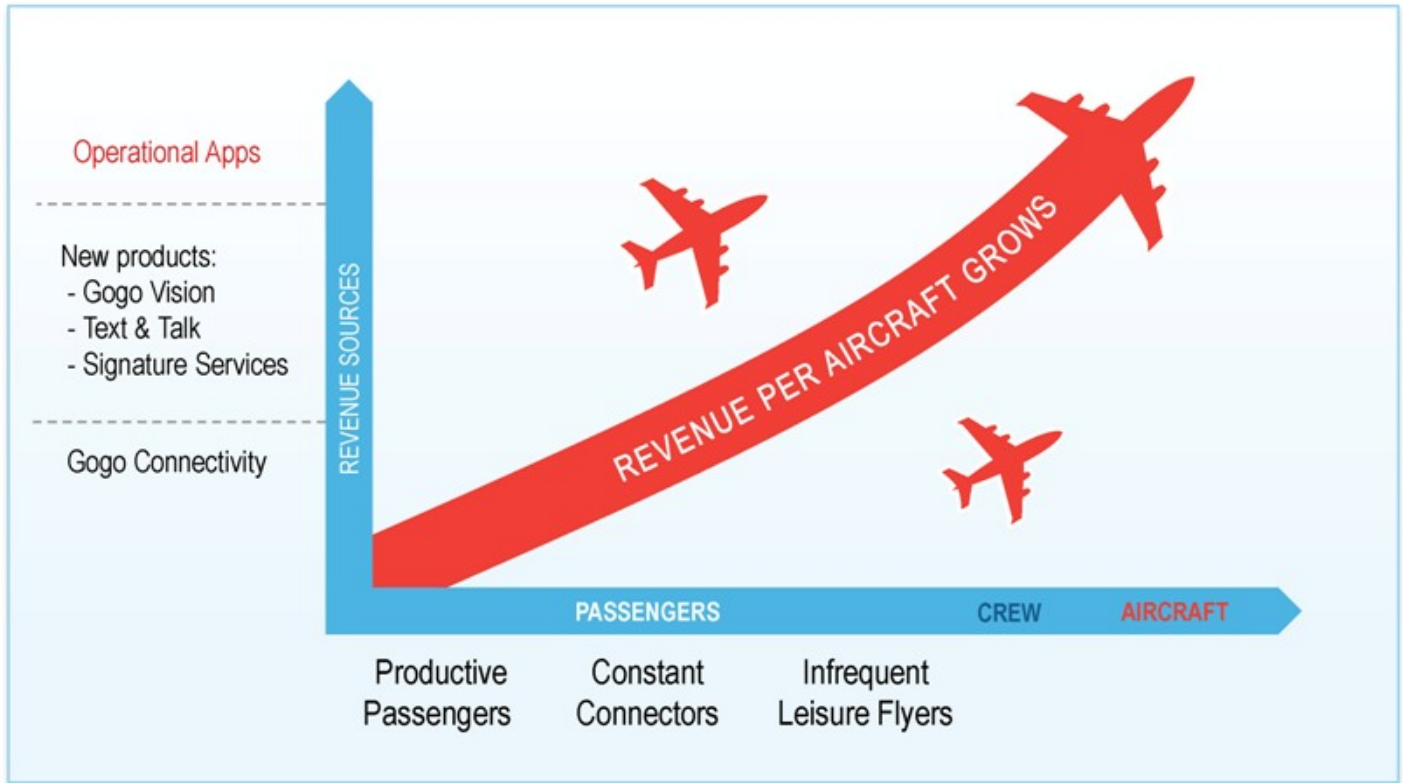 Operational Apps
New products:
- Gogo Vision
- Text & Talk
- Signature Services
Gogo Connectivity
REVENUE SOURCES
REVENUE PER AIRCRAFT GROWS
PASSENGERS
CREW
AIRCRAFT
Productive
Passengers
Constant
Connectors
Infrequent
Leisure Flyers